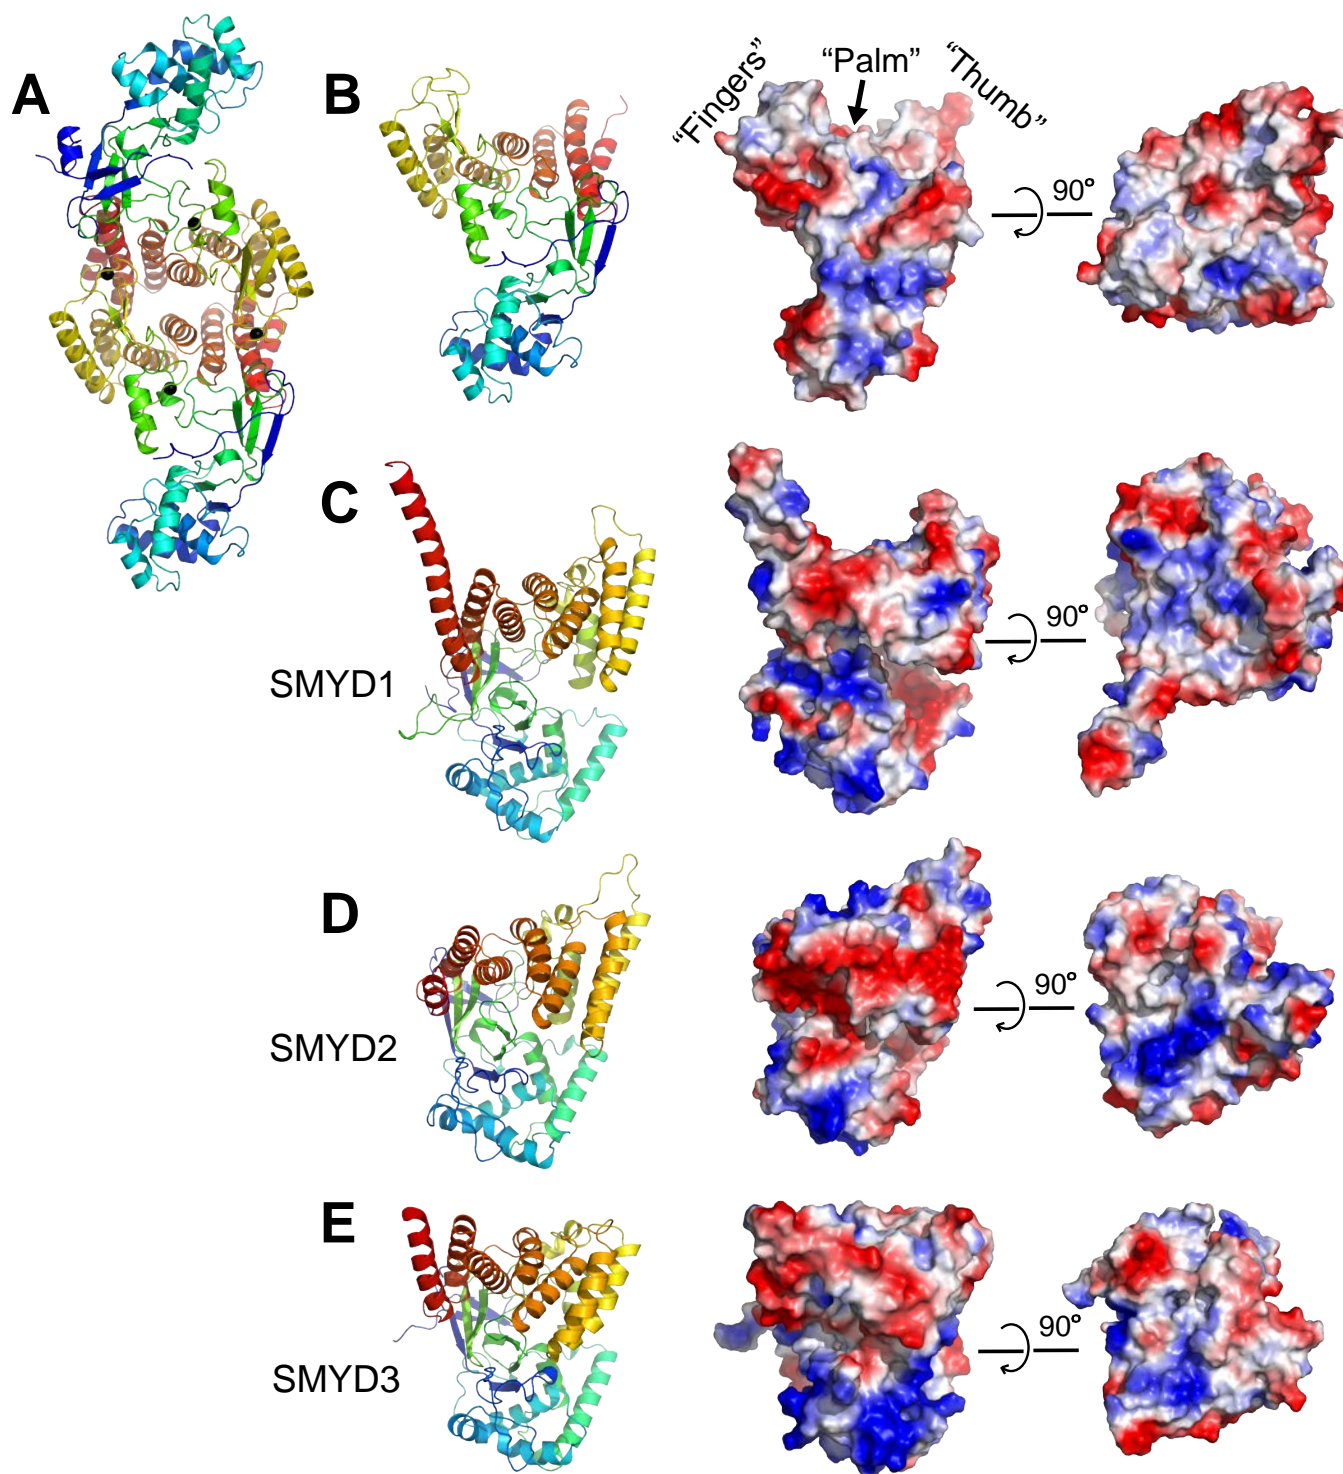 A
B
“Fingers”
“Palm”
“Thumb”
90°
C
SMYD1
90°
D
SMYD2
90°
E
SMYD3
90°